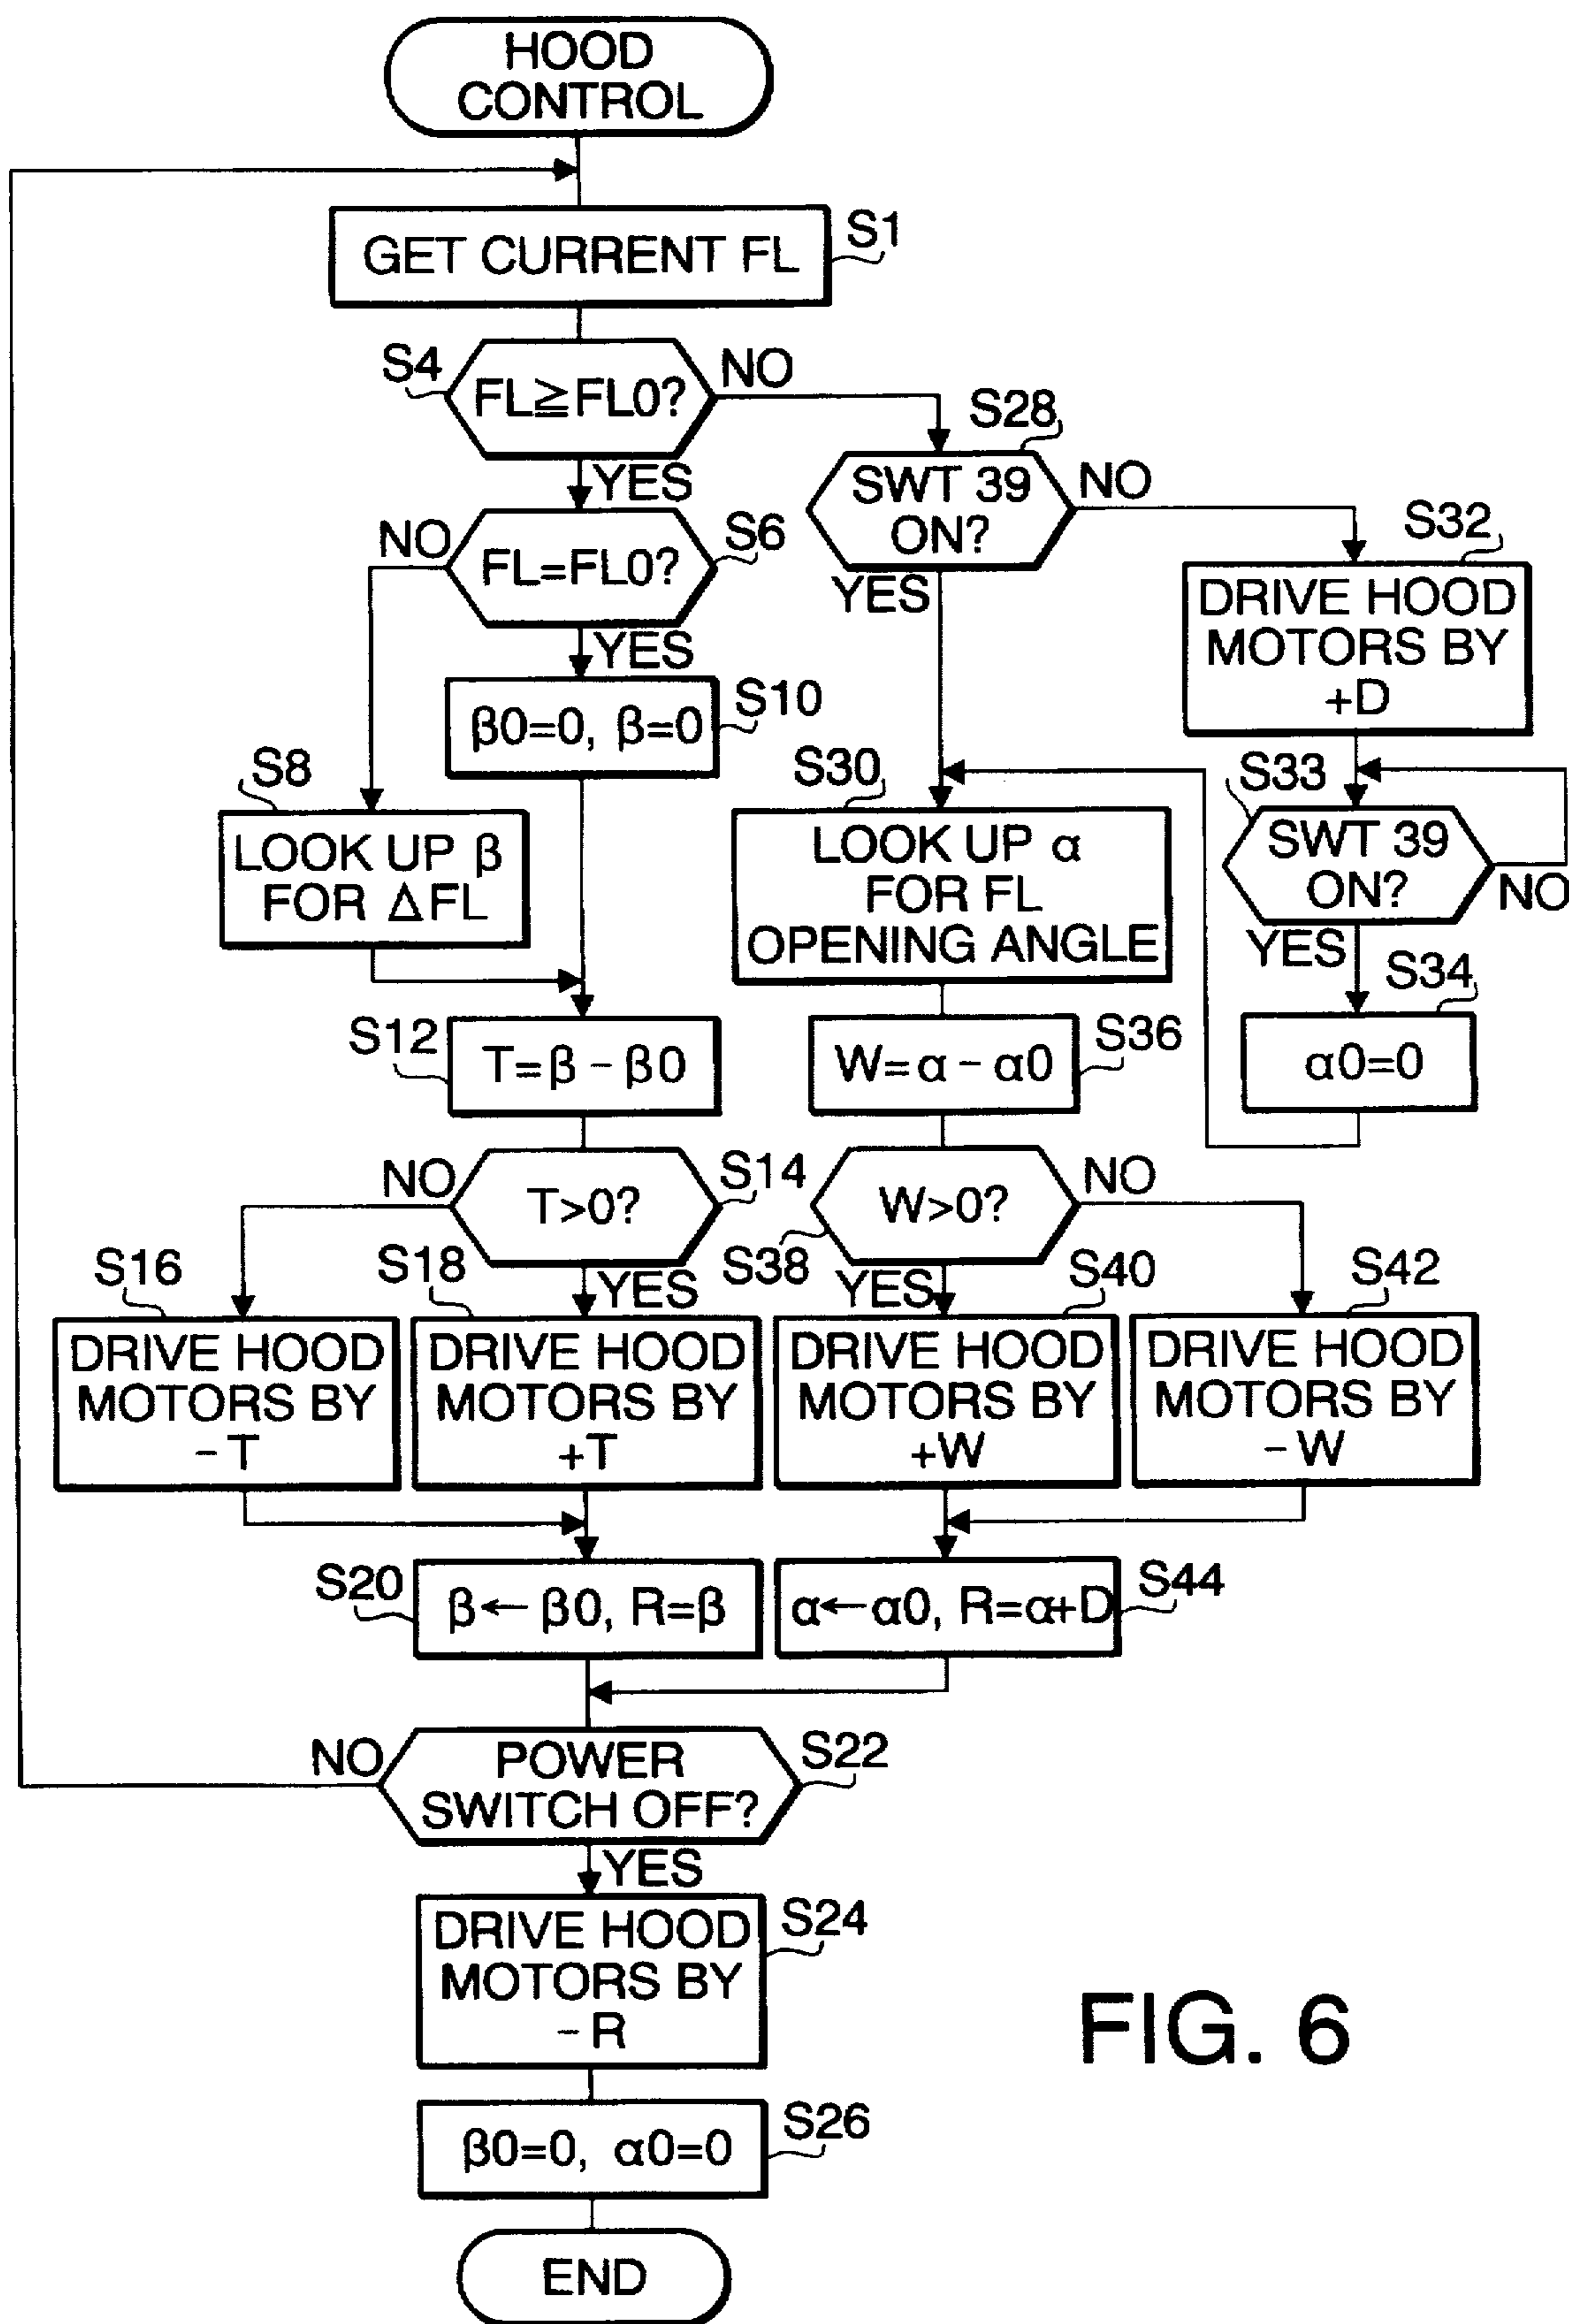 HOOD
CONTROL
GET CURRENT FL
S1
S4
FL≧FL0?
NO
YES
S28
SWT 39
ON?
NO
YES
NO
FL=FL0?
S6
YES
S32
DRIVE HOOD
MOTORS BY
+D
β0=0, β=0
S10
S8
LOOK UP β
FOR ΔFL
S30
LOOK UP α
FOR FL
OPENING ANGLE
S33
SWT 39
ON?
NO
YES
S34
α0=0
S12
T=β – β0
W=α – α0
S36
NO
T>0?
S14
YES
S38
W>0?
NO
YES
S16
DRIVE HOOD
MOTORS BY
– T
S18
DRIVE HOOD
MOTORS BY
+T
S40
DRIVE HOOD
MOTORS BY
+W
S42
DRIVE HOOD
MOTORS BY
– W
S20
β← β0, R=β
α←α0, R=α+D
S44
NO
POWER
SWITCH OFF?
S22
YES
DRIVE HOOD
MOTORS BY
– R
S24
β0=0, α0=0
S26
END
FIG. 6